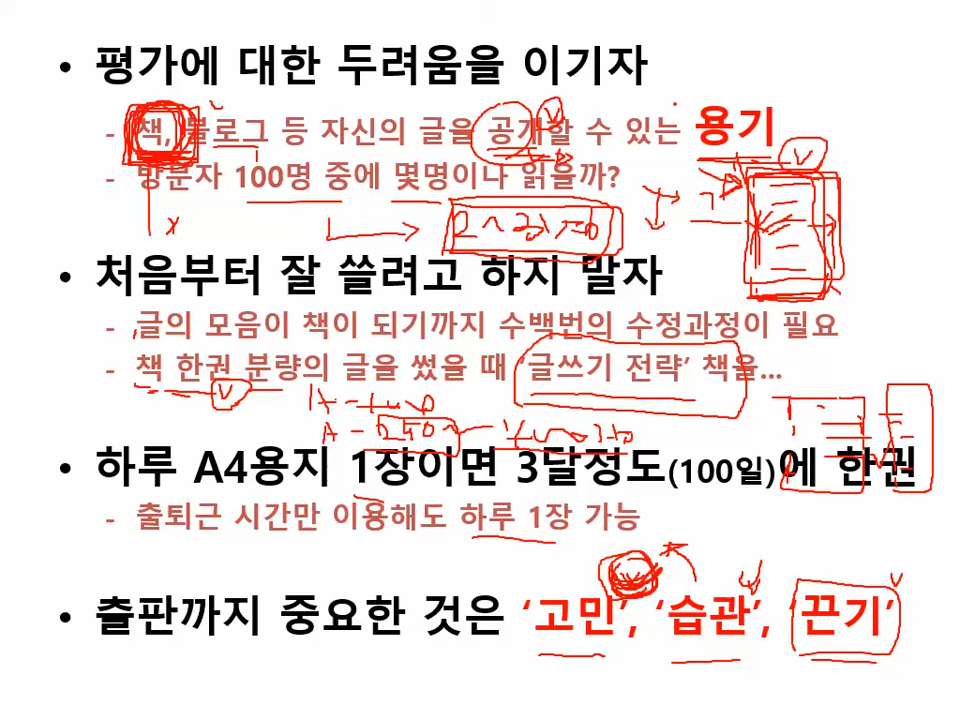 • 평가에 대한 두려움을 이기자
- 책, 블로그 등 자신의 글을 공개할 수 있는 용기
- 방문자 100명 중에 몇명이나 읽을까?
• 처음부터 잘 쓸려고 하지 말자
- 글의 모음이 책이 되기까지 수백번의 수정과정이 필요
- 책 한권 분량의 글을 썼을 때 ‘글쓰기 전략’ 책을...
• 하루 A4용지 1장이면 3달정도(100일)에 한권
- 출퇴근 시간만 이용해도 하루 1장 가능
• 출판까지 중요한 것은 ‘고민’, ‘습관’, ‘끈기’